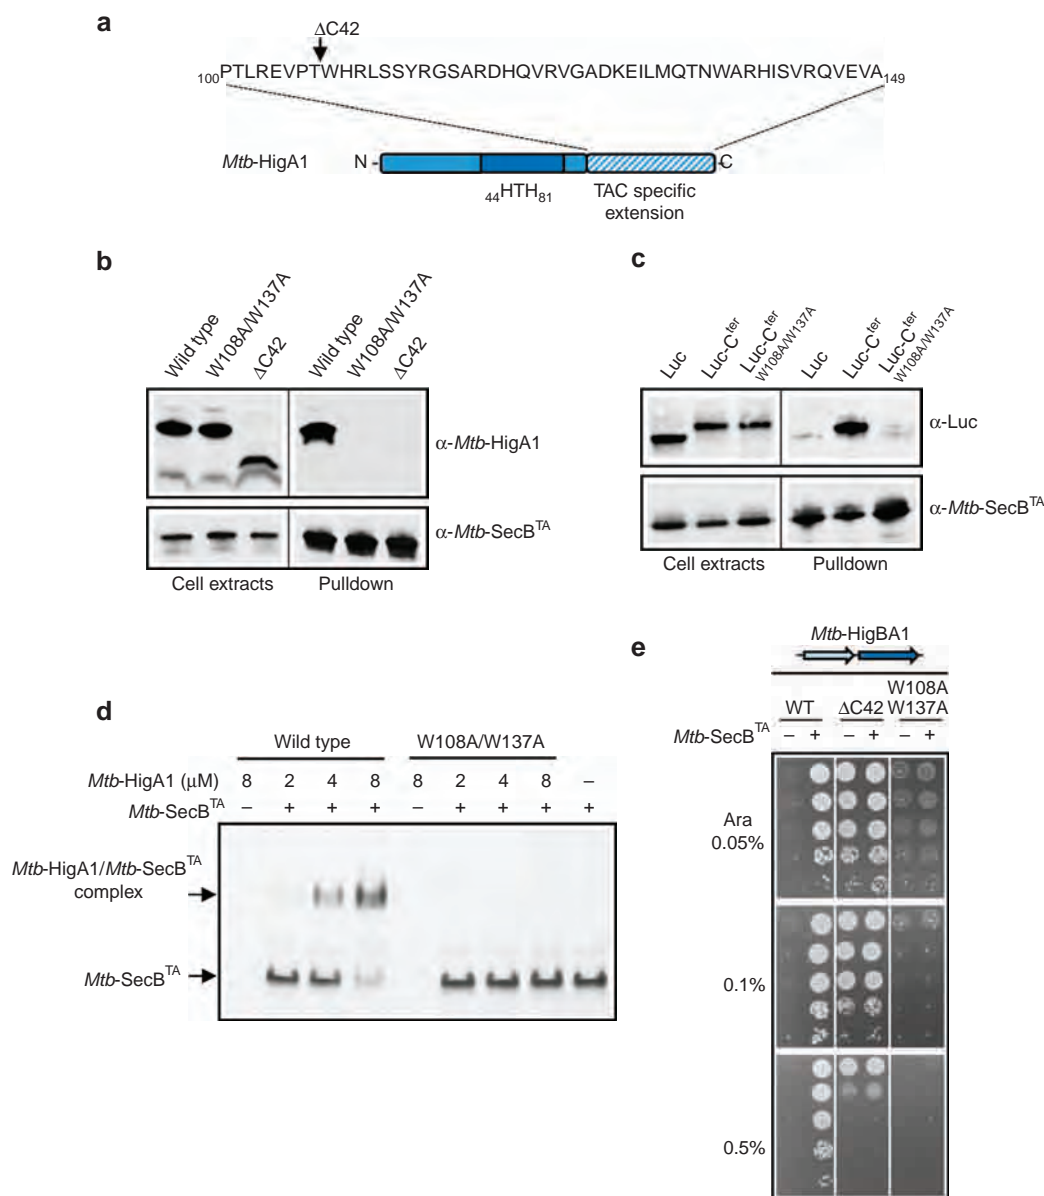 a
ΔC42
100PTLREVPTWHRLSSYRGSARDHQVRVGADKEILMQTNWARHISVRQVEVA149
Mtb-HigA1
N
C
44HTH81
TAC specific
extension
b
Wild type
W108A/W137A
ΔC42
Wild type
W108A/W137A
ΔC42
α-Mtb-HigA1
α-Mtb-SecBTA
Cell extracts
Pulldown
c
Luc
Luc-Cter
Luc-Cter
W108A/W137A
Luc
Luc-Cter
Luc-Cter
W108A/W137A
α-Luc
α-Mtb-SecBTA
Cell extracts
Pulldown
d
Wild type
W108A/W137A
Mtb-HigA1 (μM) 8 2 4 8 8 2 4 8 –
Mtb-SecBTA – + + + – + + + +
Mtb-HigA1/Mtb-SecBTA
complex
Mtb-SecBTA
e
Mtb-HigBA1
WT
ΔC42
W108A
W137A
Mtb-SecBTA – + – + – +
Ara
0.05%
0.1%
0.5%